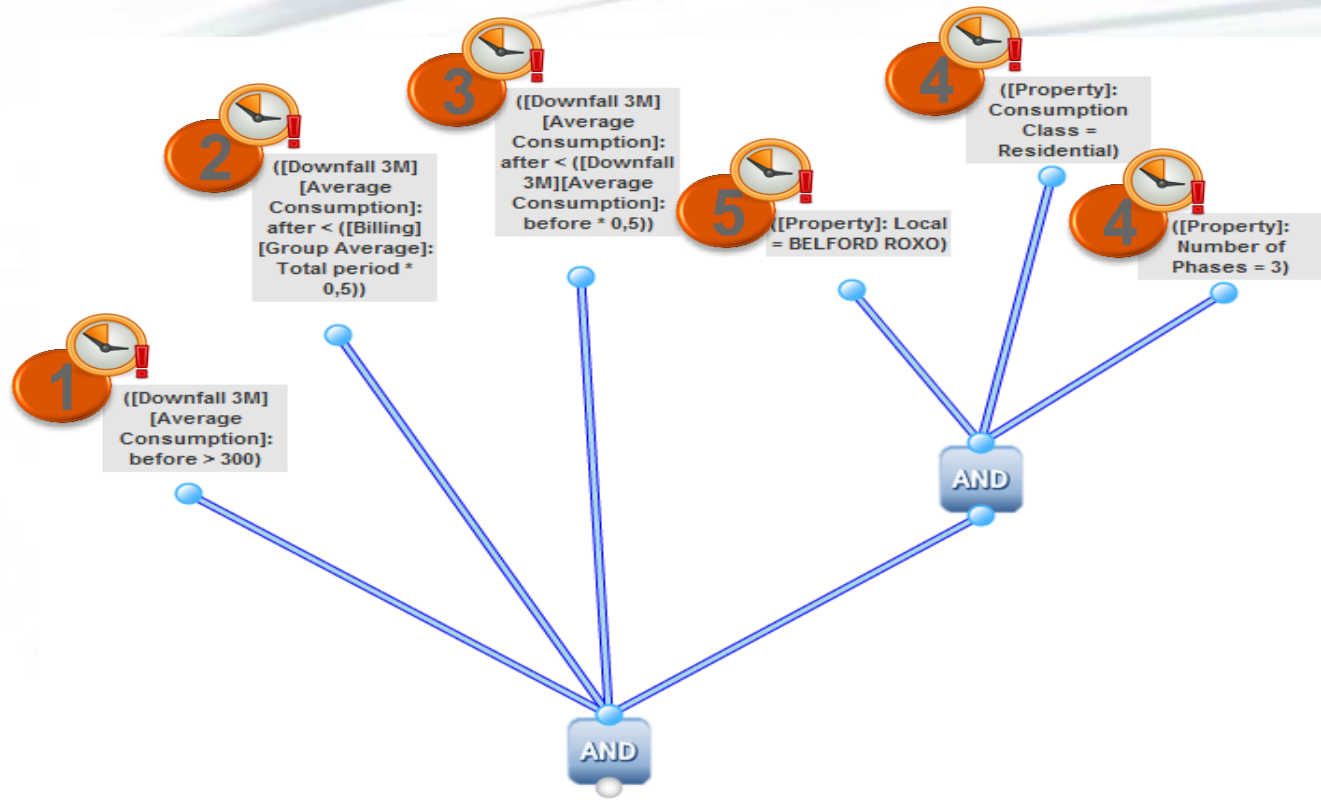 1
([Downfall 3M]
[Average
Consumption]:
before > 300)
2
([Downfall 3M]
[Average
Consumption]:
after < ([Billing]
[Group Average]:
Total period *
0,5))
3
([Downfall 3M]
[Average
Consumption]:
after < ([Downfall
3M][Average
Consumption]:
before * 0,5))
5
([Property]: Local
= BELFORD ROXO)
4
([Property]:
Consumption
Class =
Residential)
4
([Property]:
Number of
Phases = 3)
AND
AND